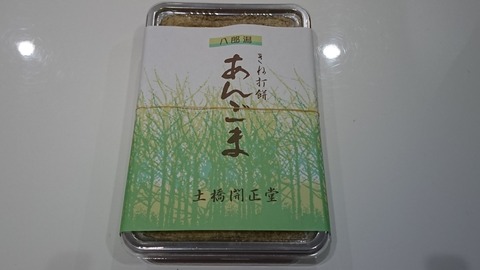 八郎潟
きね打餅
あんごま
土橋開正堂